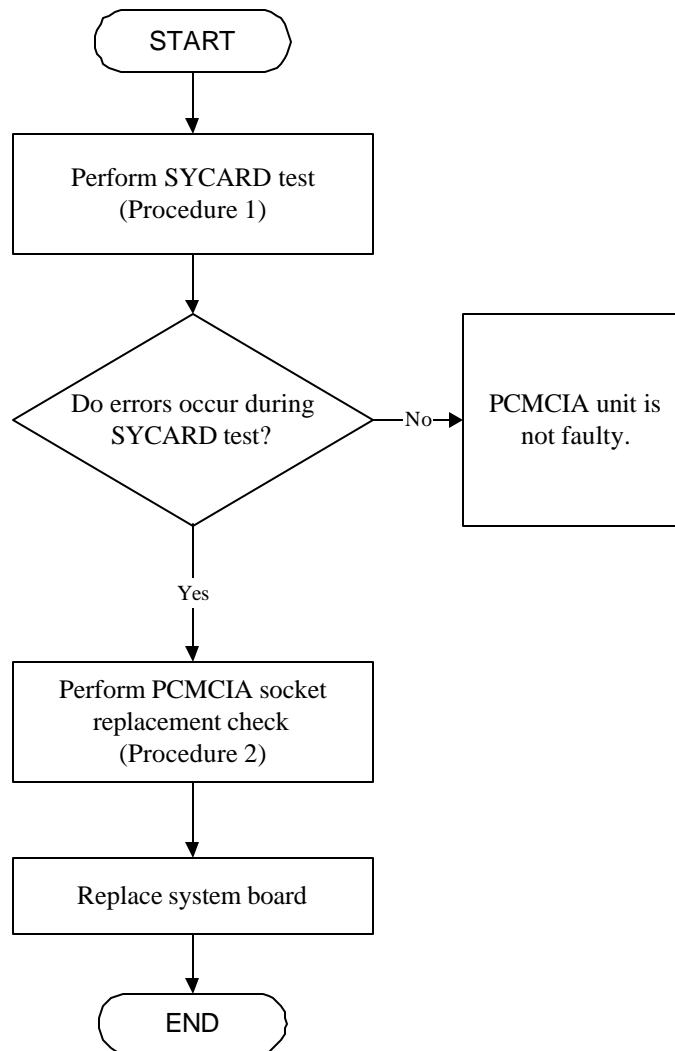 START
Perform SYCARD test
(Procedure 1)
Do errors occur during
SYCARD test?
No
PCMCIA unit is
not faulty.
Yes
Perform PCMCIA socket
replacement check
(Procedure 2)
Replace system board
END